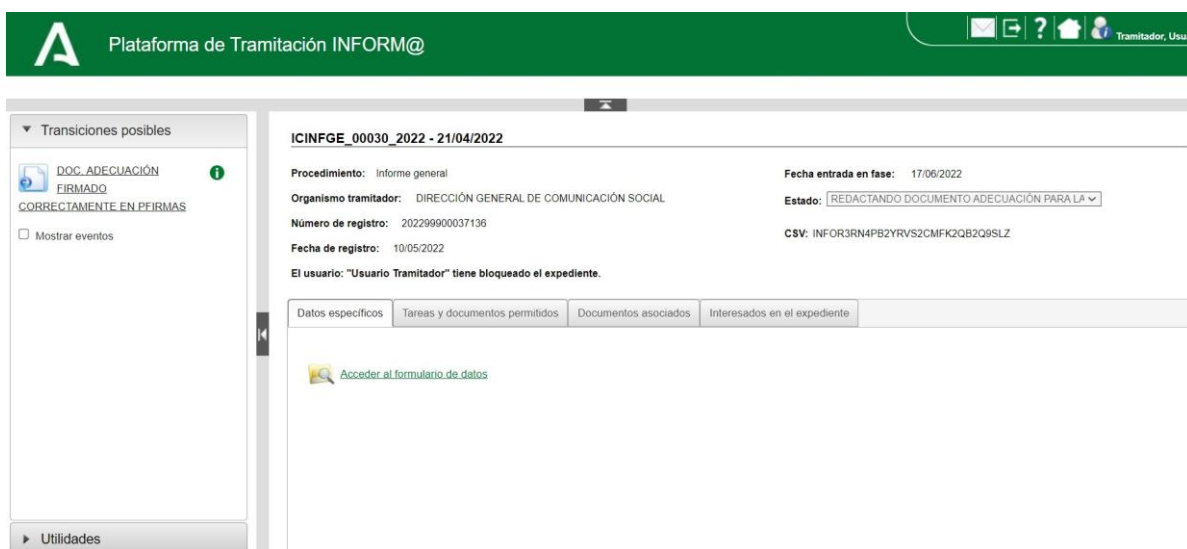 Plataforma de Tramitación INFORM@
? Tramitador, Usu
Transiciones posibles
DOC. ADECUACIÓN
FIRMADO
CORRECTAMENTE EN PFIRMAS
Mostrar eventos
Utilidades
ICINFGE_00030_2022 - 21/04/2022
Procedimiento: Informe general
Fecha entrada en fase: 17/06/2022
Organismo tramitador: DIRECCIÓN GENERAL DE COMUNICACIÓN SOCIAL
Estado: REDACTANDO DOCUMENTO ADECUACIÓN PARA LA
Número de registro: 202299900037136
CSV: INFOR3RN4PB2YRVS2CMFK2QB2Q9SLZ
Fecha de registro: 10/05/2022
El usuario: "Usuario Tramitador" tiene bloqueado el expediente.
Datos específicos
Tareas y documentos permitidos
Documentos asociados
Interesados en el expediente
Acceder al formulario de datos